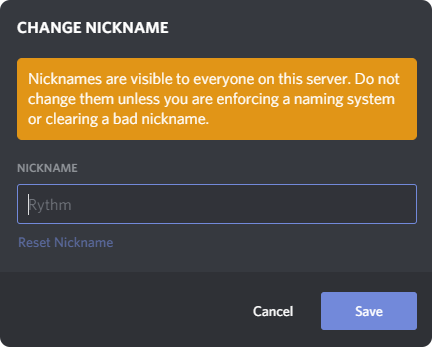 CHANGE NICKNAME
Nicknames are visible to everyone on this server. Do not
change them unless you are enforcing a naming system
or clearing a bad nickname.
NICKNAME
Rythm
Reset Nickname
Cancel
Save